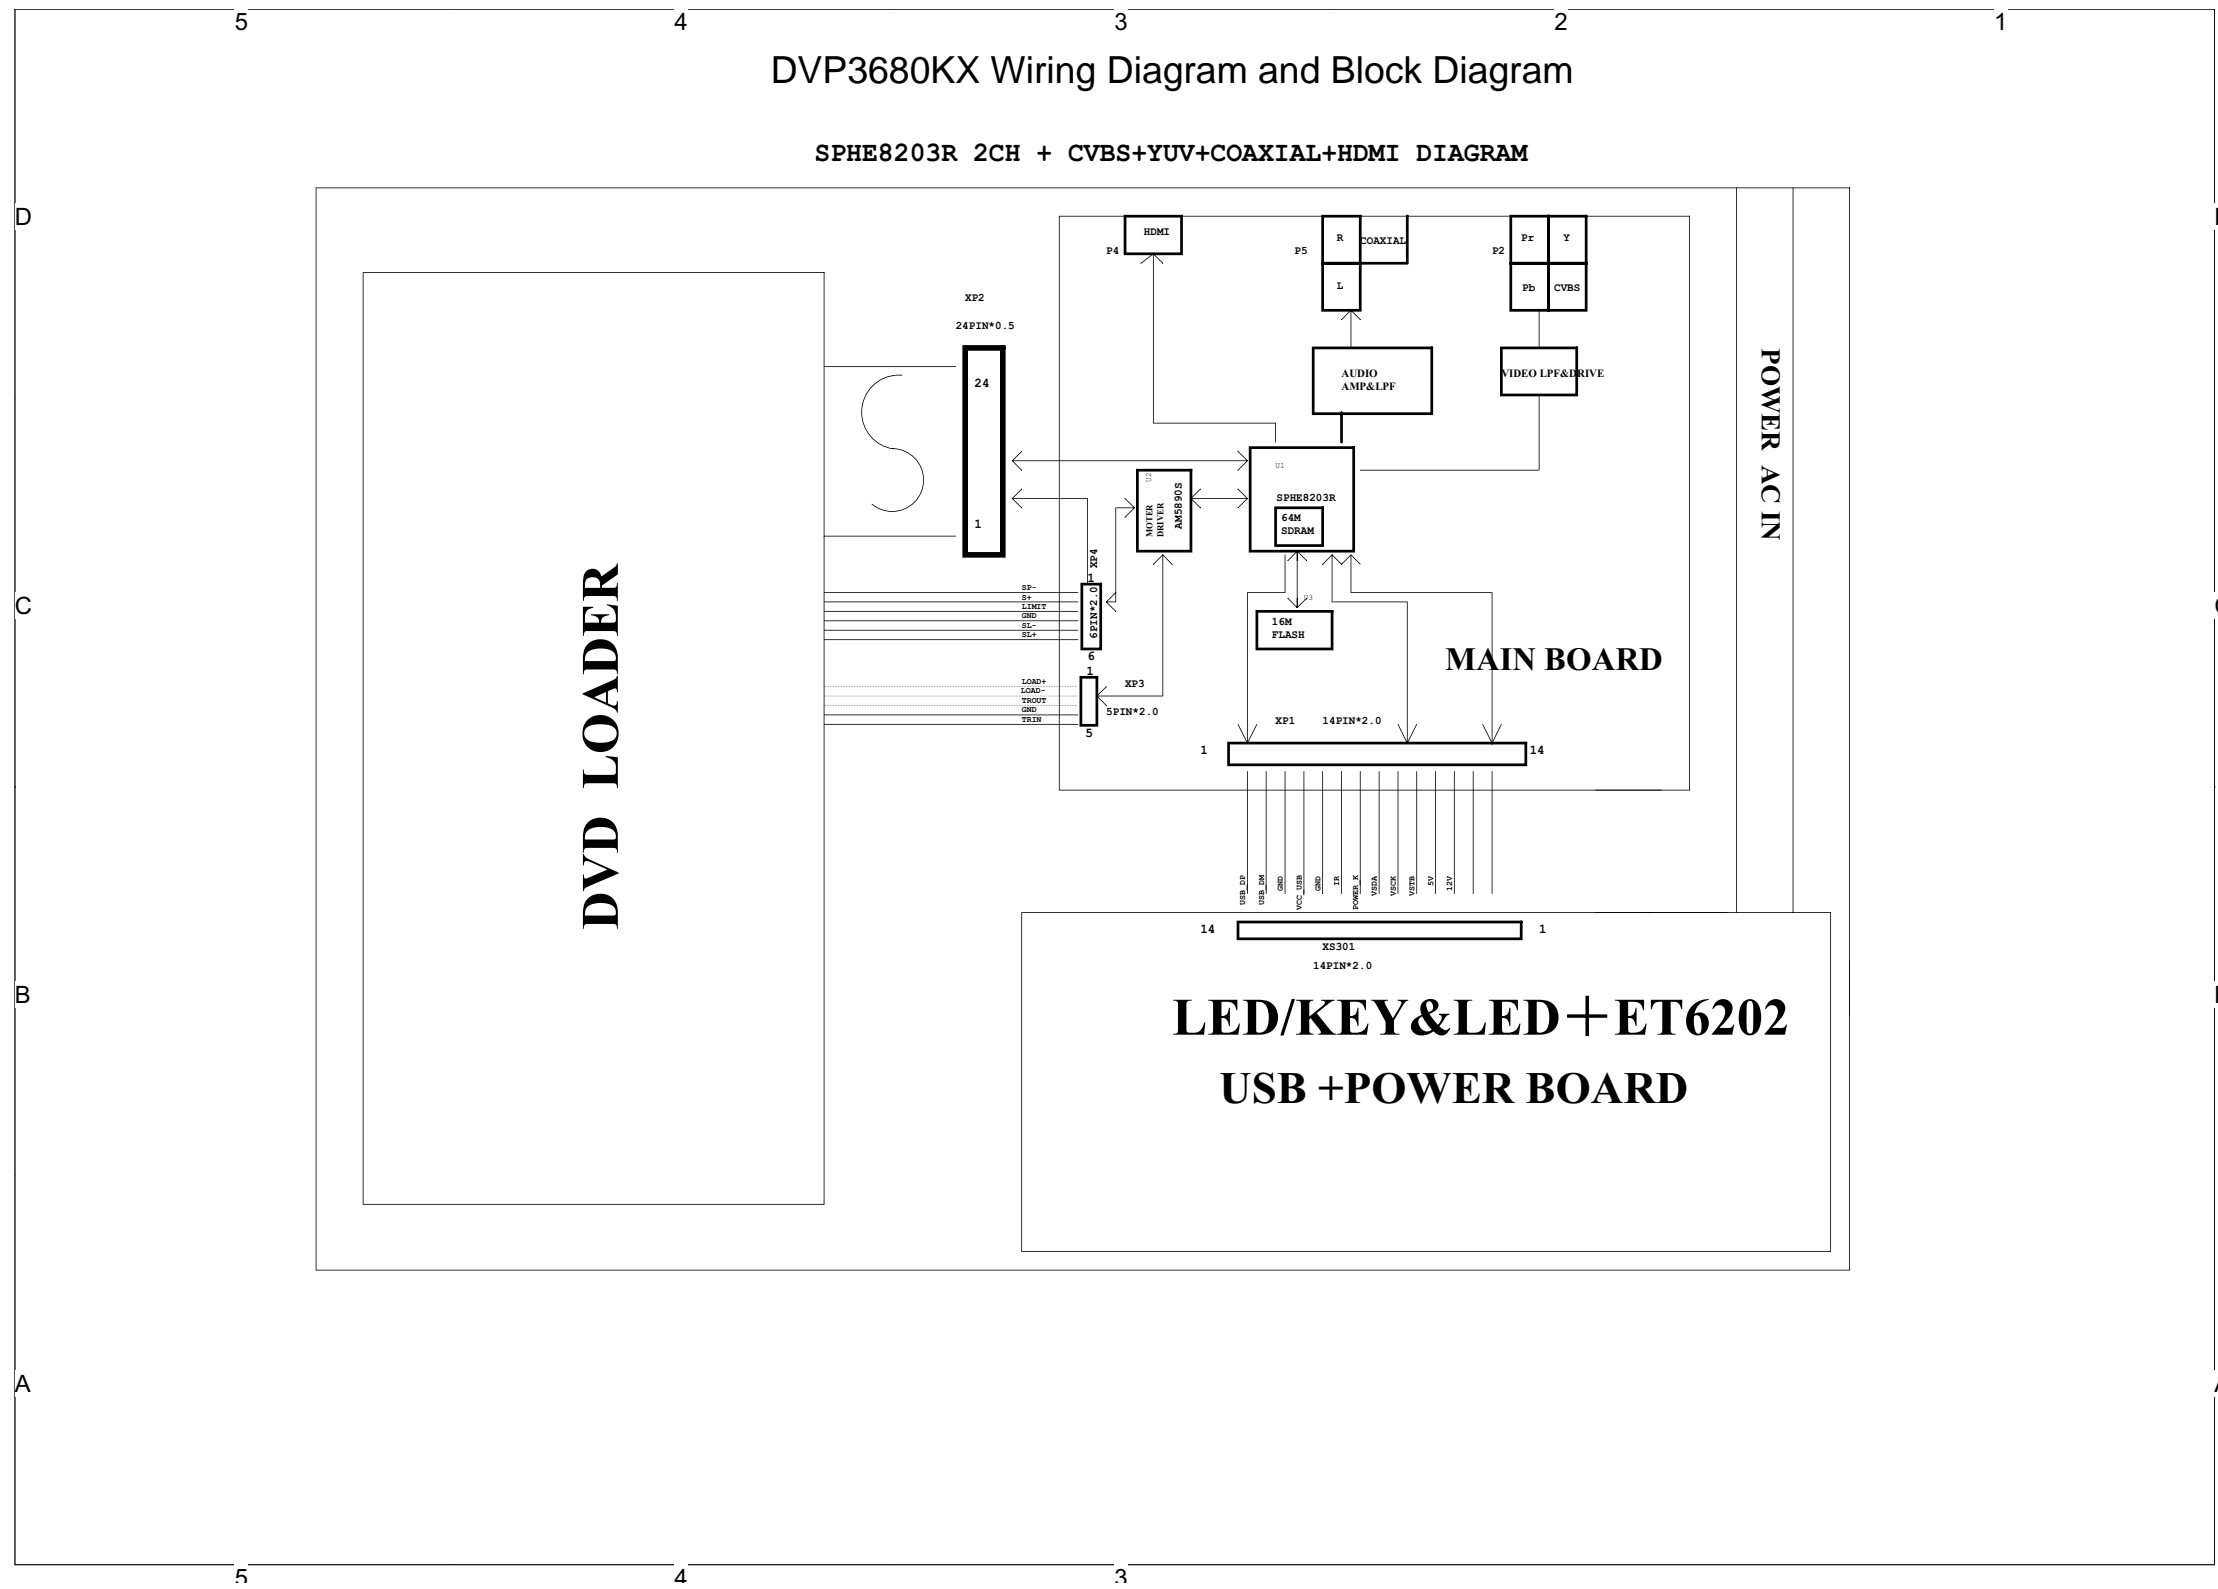 5 4 3 2 1
DVP3680KX Wiring Diagram and Block Diagram
SPHE8203R 2CH + CVBS+YUV+COAXIAL+HDMI DIAGRAM
D
P4
HDMI
P5
R
COAXIAL
L
P2
Pr
Y
Pb
CVBS
XP2
24PIN*0.5
24
1
AUDIO
AMP&LPF
VIDEO LPF&DRIVE
POWER AC IN
U1
SPHE8203R
64M
SDRAM
U2
MOTER
DRIVER
AM5890S
C
DVD LOADER
XP4
1
6PIN*2.0
6
SP-
S+
LIMIT
GND
SL-
SL+
U3
16M
FLASH
MAIN BOARD
1
XP3
5PIN*2.0
5
LOAD+
LOAD-
TROUT
GND
TRIN
XP1 14PIN*2.0
1
14
USB_DP
USB_DM
GND
VCC_USB
GND
IR
POWER_K
VSDA
VSCK
VSTB
5V
12V
14
1
XS301
14PIN*2.0
B
LED/KEY&LED＋ET6202
USB +POWER BOARD
A
5 4 3